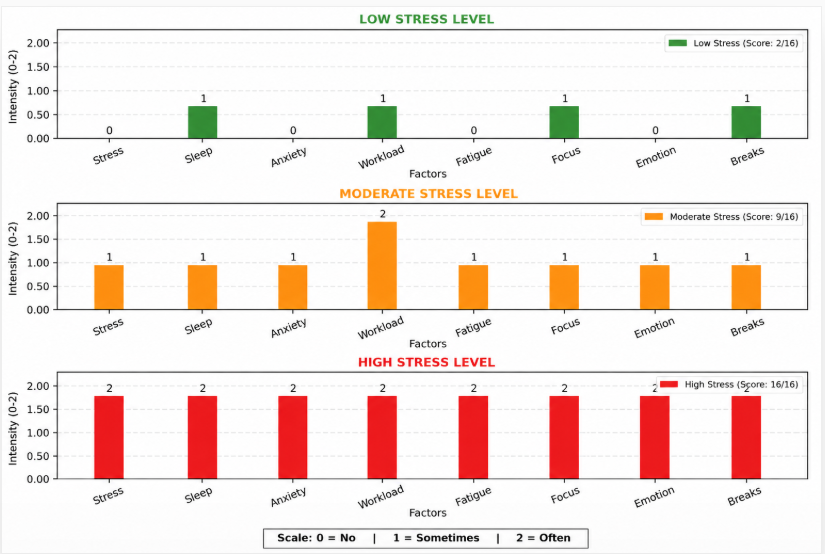 LOW STRESS LEVEL
Low Stress (Score: 2/16)
Intensity (0-2)
2.00
1.50
1.00
0.50
0.00
0 1 0 1 0 1 0 1
Stress Sleep Anxiety Workload Fatigue Focus Emotion Breaks
Factors
MODERATE STRESS LEVEL
Moderate Stress (Score: 9/16)
Intensity (0-2)
2.00
1.50
1.00
0.50
0.00
1 1 1 2 1 1 1 1
Stress Sleep Anxiety Workload Fatigue Focus Emotion Breaks
Factors
HIGH STRESS LEVEL
High Stress (Score: 16/16)
Intensity (0-2)
2.00
1.50
1.00
0.50
0.00
2 2 2 2 2 2 2 2
Stress Sleep Anxiety Workload Fatigue Focus Emotion Breaks
Factors
Scale: 0 = No | 1 = Sometimes | 2 = Often